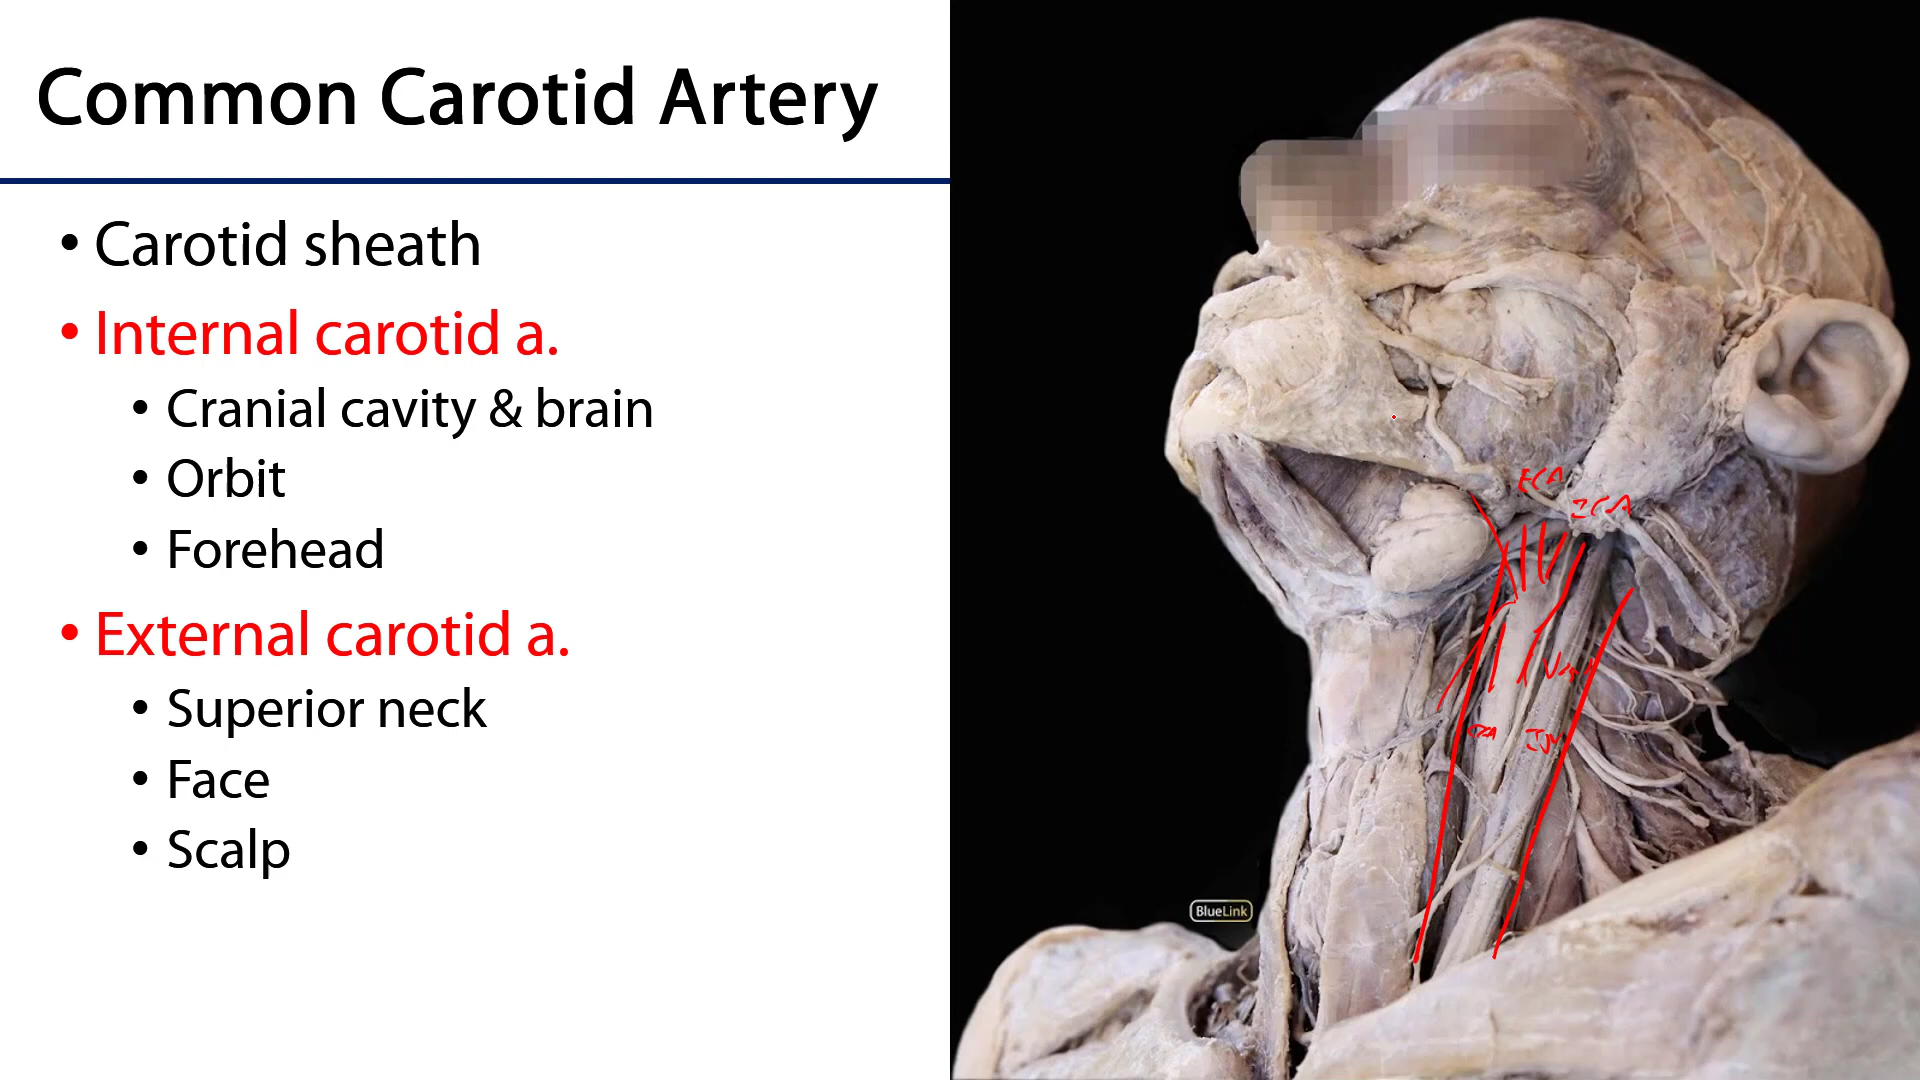 Common Carotid Artery
• Carotid sheath
• Internal carotid a.
• Cranial cavity & brain
• Orbit
• Forehead
• External carotid a.
• Superior neck
• Face
• Scalp
ECA
ICA
BlueLink